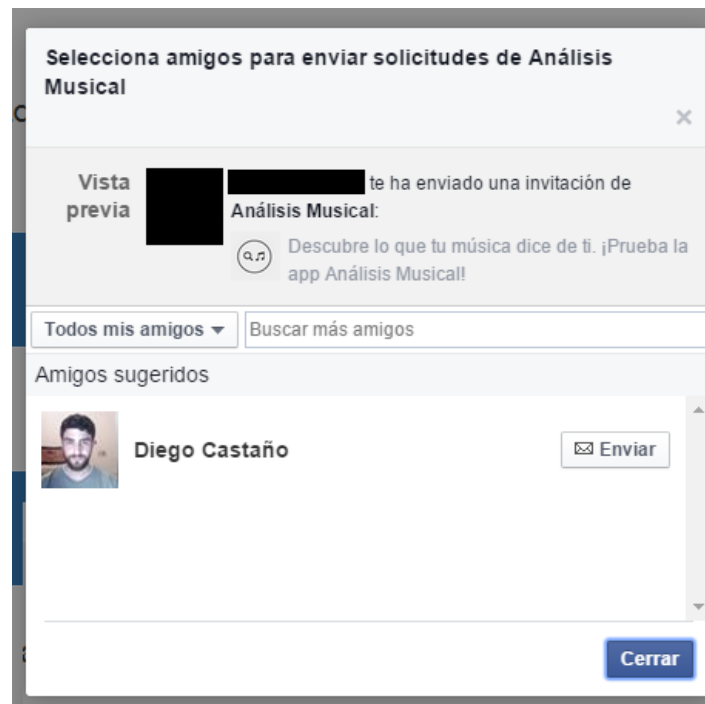 Selecciona amigos para enviar solicitudes de Análisis
Musical
Vista
previa
te ha enviado una invitación de
Análisis Musical:
Descubre lo que tu música dice de ti. ¡Prueba la
app Análisis Musical!
Todos mis amigos
Buscar más amigos
Amigos sugeridos
Diego Castaño
Enviar
Cerrar